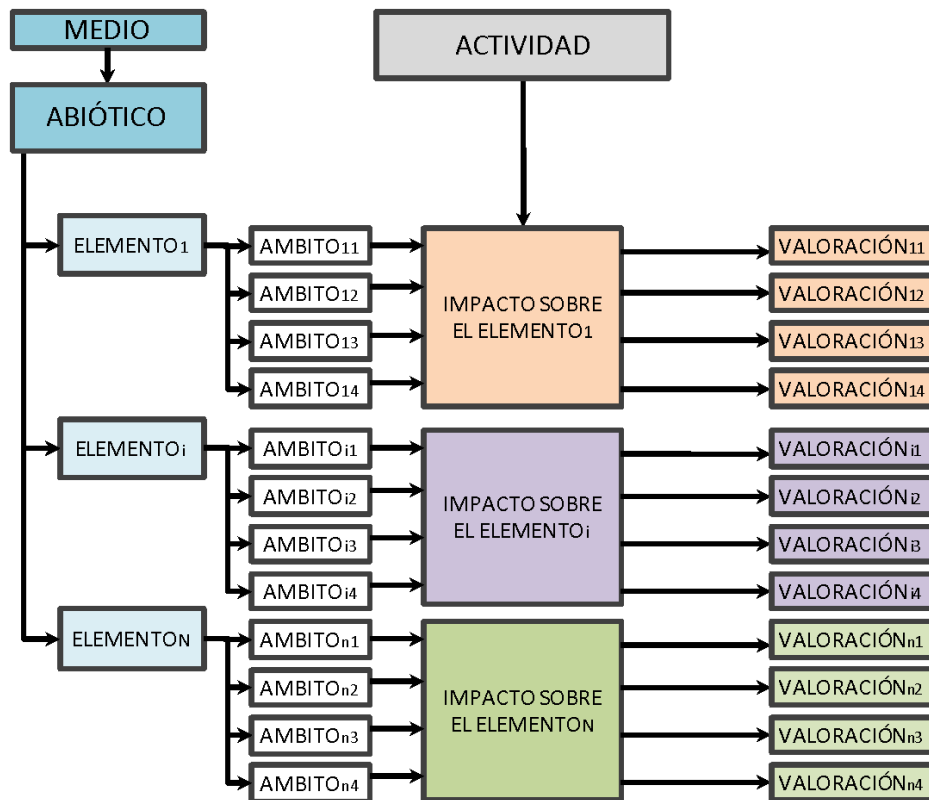 MEDIO
ACTIVIDAD
ABIÓTICO
ELEMENTO1
AMBITO11
AMBITO12
AMBITO13
AMBITO14
IMPACTO SOBRE
EL ELEMENTO1
VALORACIÓN11
VALORACIÓN12
VALORACIÓN13
VALORACIÓN14
ELEMENTOi
AMBITOi1
AMBITOi2
AMBITOi3
AMBITOi4
IMPACTO SOBRE
EL ELEMENTOi
VALORACIÓNi1
VALORACIÓNi2
VALORACIÓNi3
VALORACIÓNi4
ELEMENTON
AMBITOn1
AMBITOn2
AMBITOn3
AMBITOn4
IMPACTO SOBRE
EL ELEMENTON
VALORACIÓNn1
VALORACIÓNn2
VALORACIÓNn3
VALORACIÓNn4